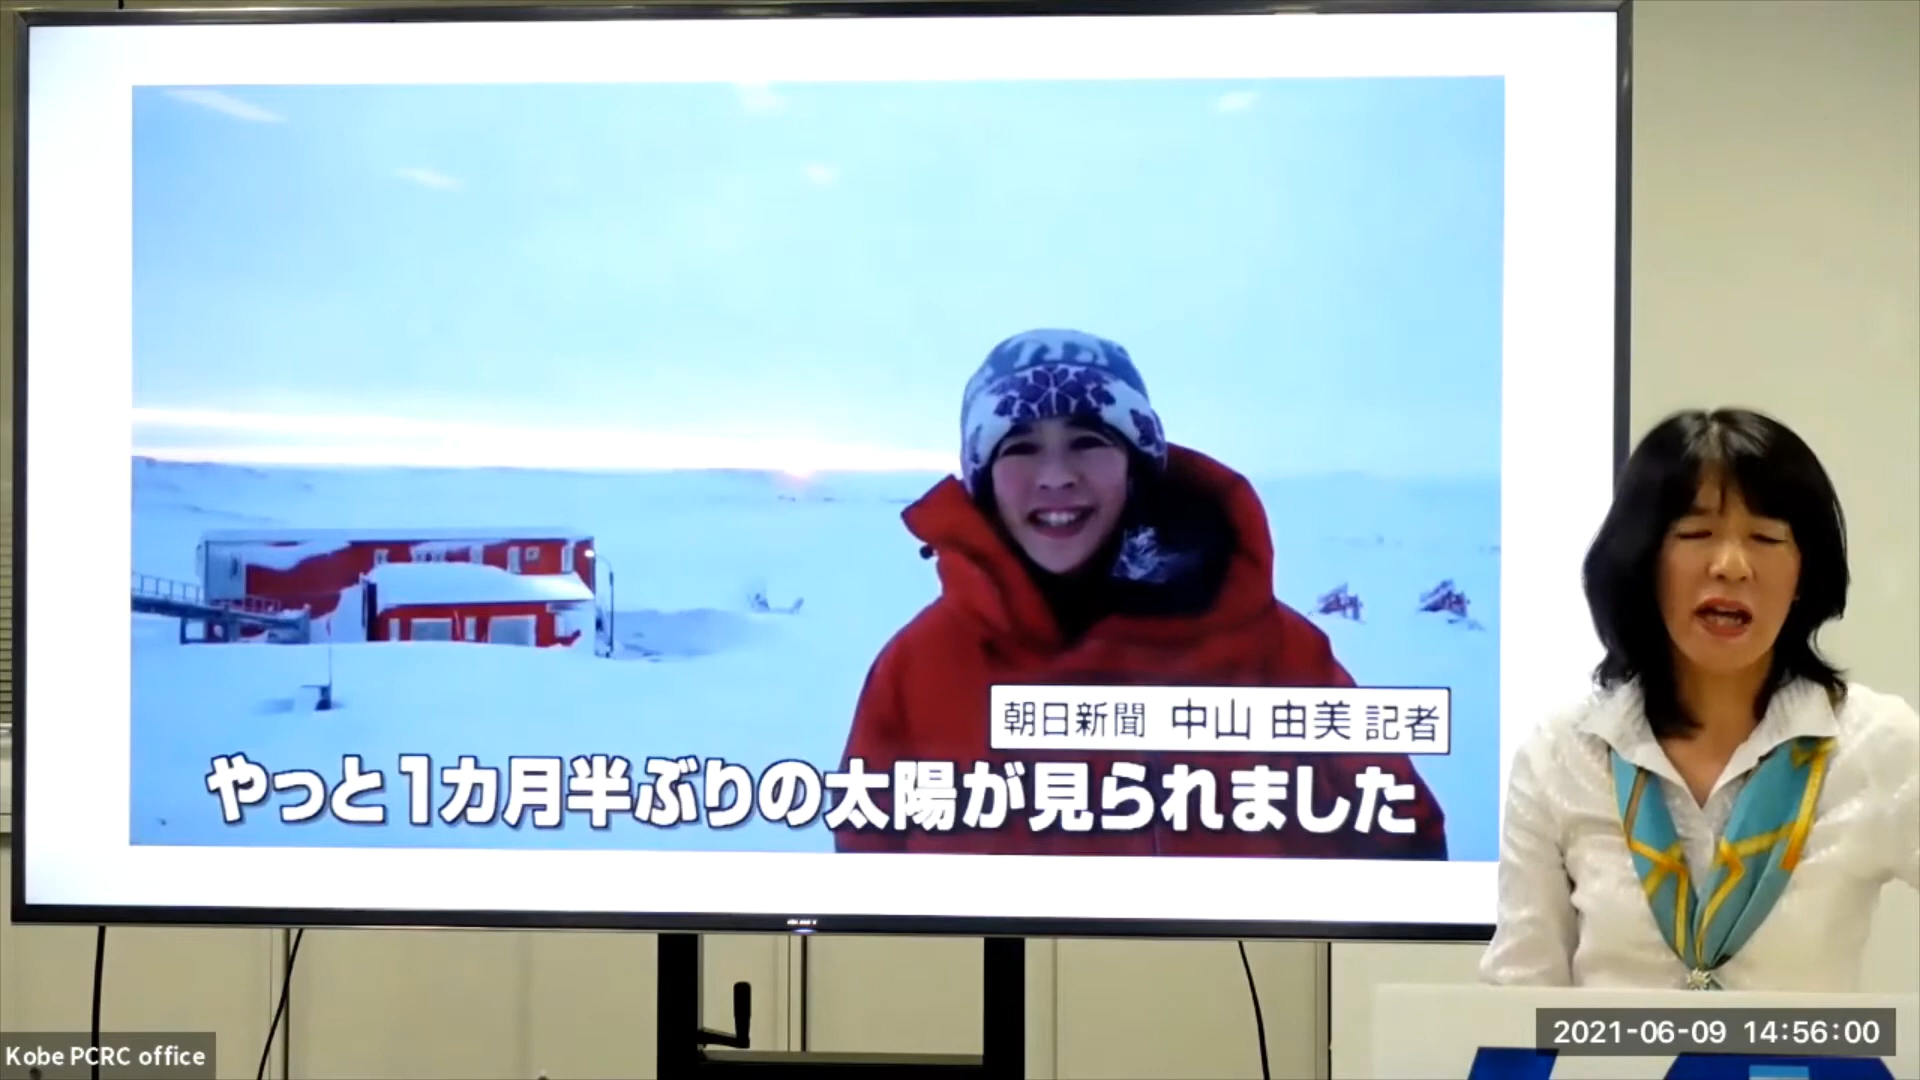 朝日新聞 中山 由美 記者
やっと1カ月半ぶりの太陽が見られました
Kobe PCRC office
2021-06-09 14:56:00